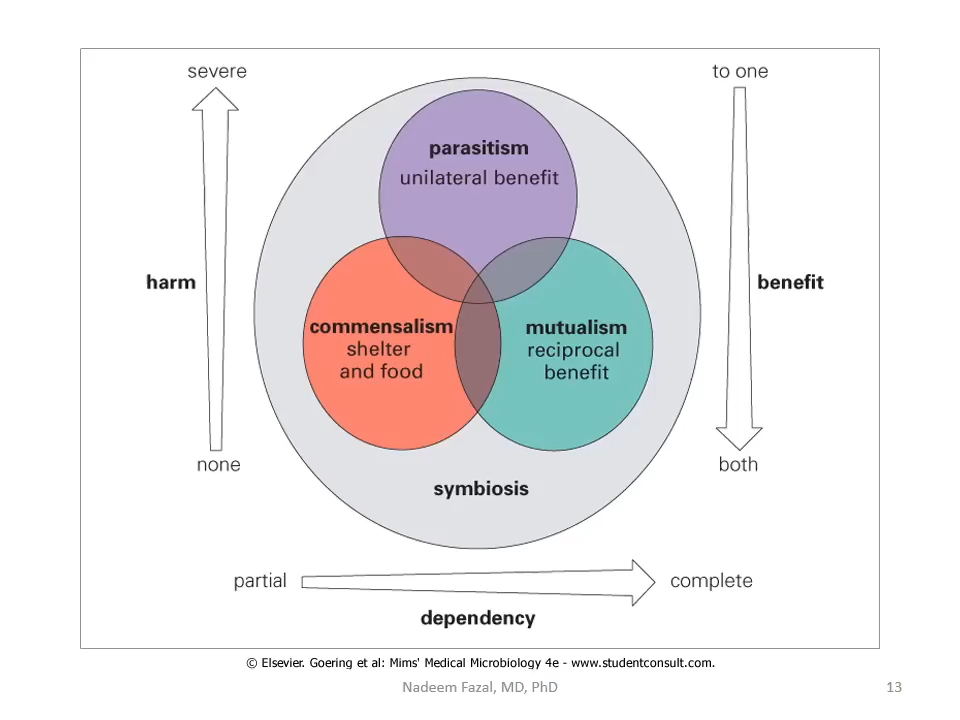 severe
to one
parasitism
unilateral benefit
harm
benefit
commensalism
shelter
and food
mutualism
reciprocal
benefit
none
both
symbiosis
partial
complete
dependency
© Elsevier. Goering et al: Mims' Medical Microbiology 4e - www.studentconsult.com.
Nadeem Fazal, MD, PhD
13